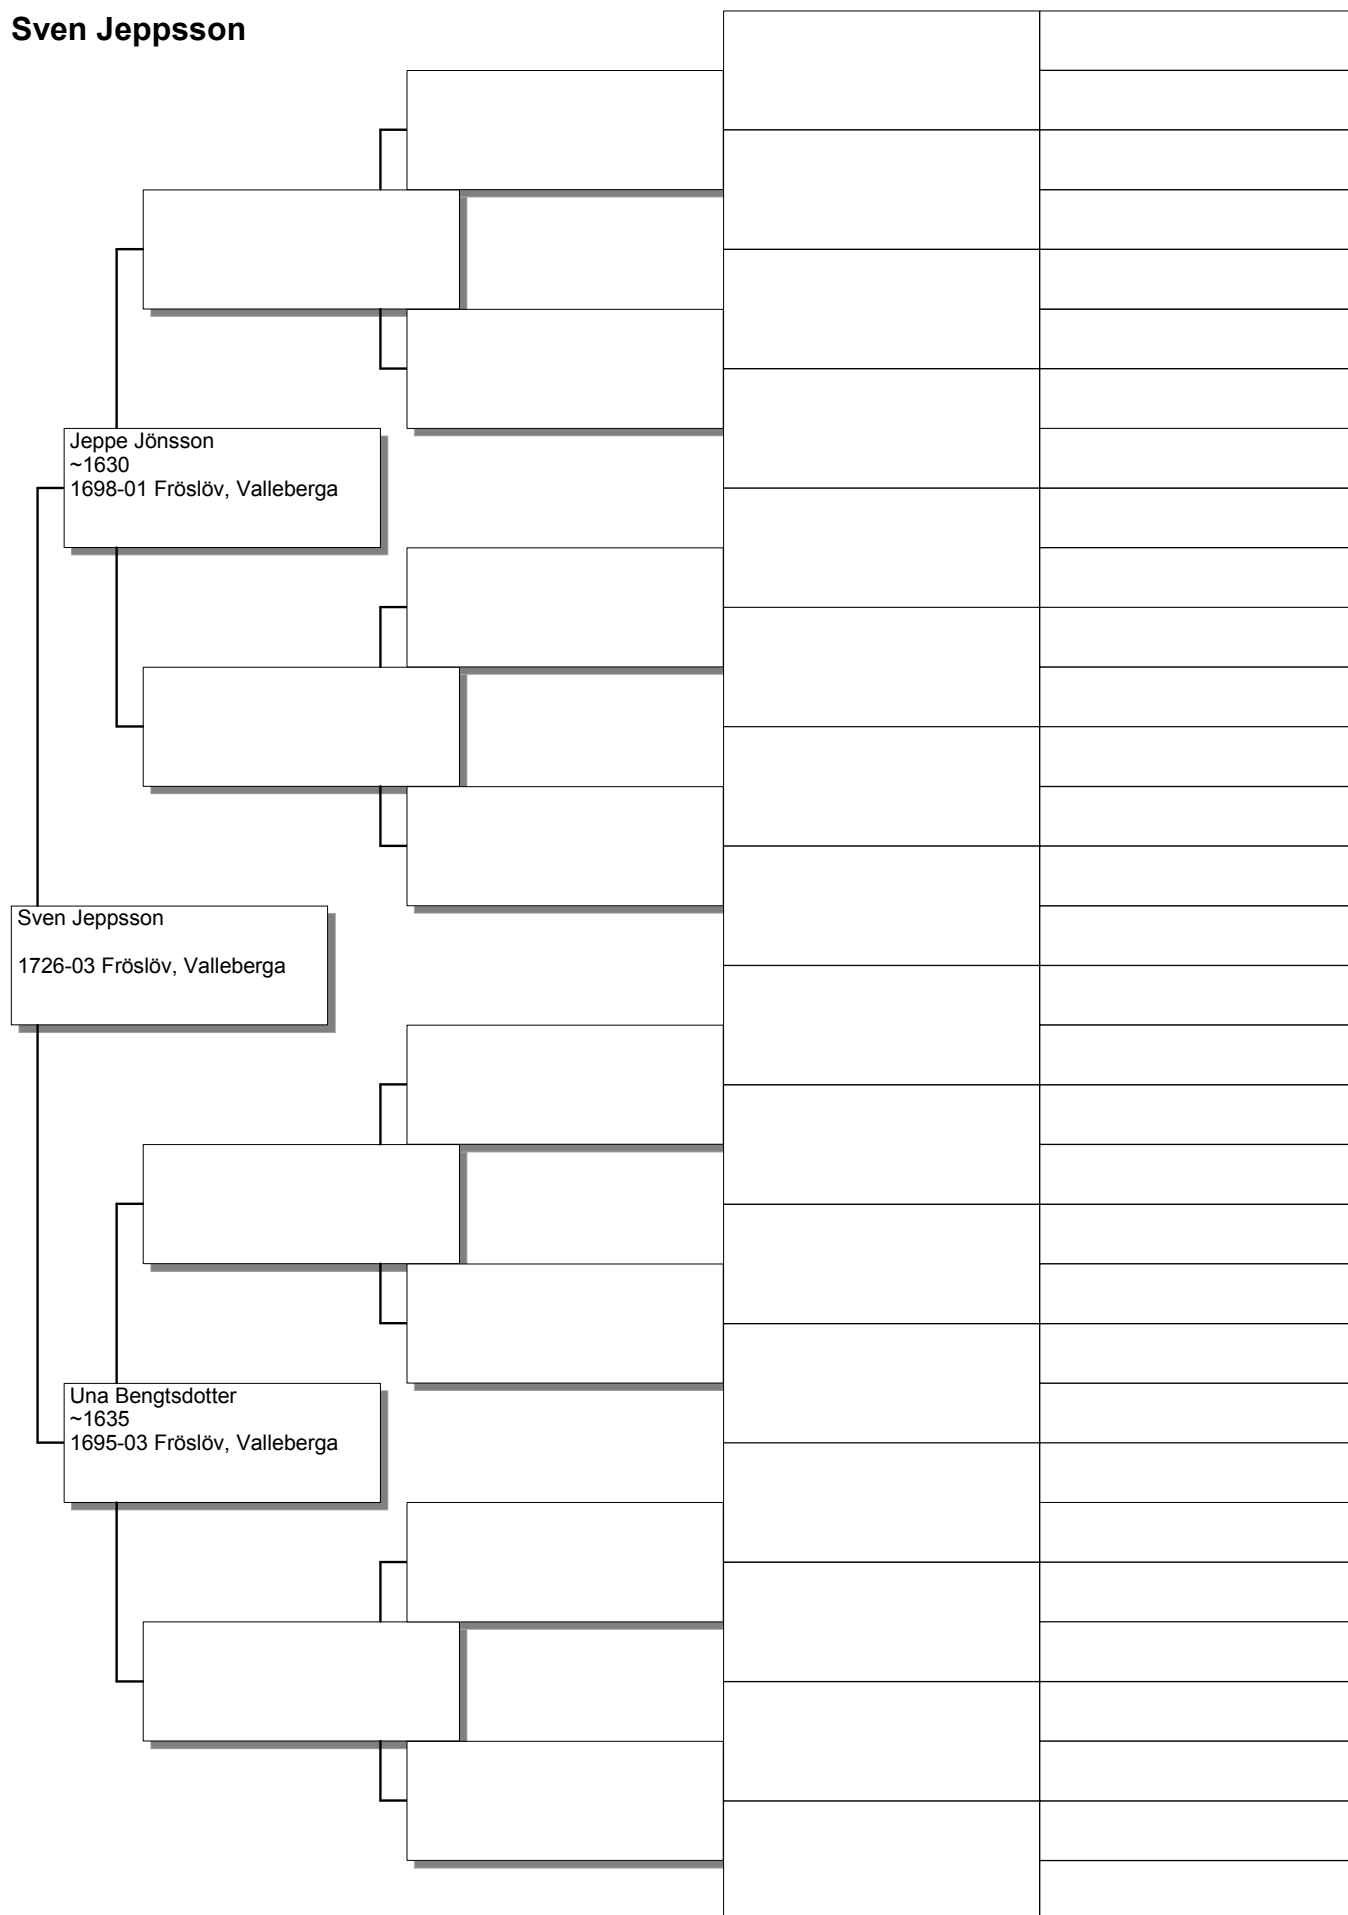 Sven Jeppsson
Jeppe Jönsson
~1630
1698-01 Fröslöv, Valleberga
Sven Jeppsson
1726-03 Fröslöv, Valleberga
Una Bengtsdotter
~1635
1695-03 Fröslöv, Valleberga